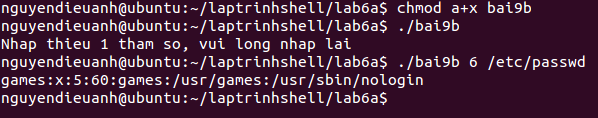 nguyendieuanh@ubuntu:~/laptrinhshell/lab6a$ chmod a+x bai9b
nguyendieuanh@ubuntu:~/laptrinhshell/lab6a$ ./bai9b
Nhap thieu 1 tham so, vui long nhap lai
nguyendieuanh@ubuntu:~/laptrinhshell/lab6a$ ./bai9b 6 /etc/passwd
games:x:5:60:games:/usr/games:/usr/sbin/nologin
nguyendieuanh@ubuntu:~/laptrinhshell/lab6a$